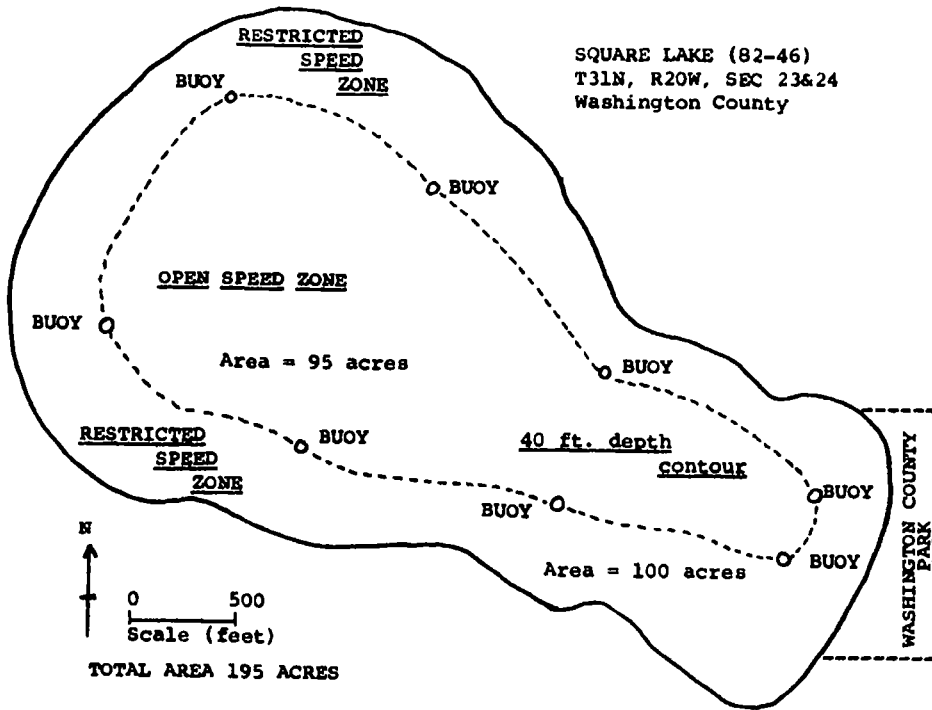 RESTRICTED
SPEED
ZONE
SQUARE LAKE (82-46)
T31N, R20W, SEC 23&24
Washington County
BUOY
BUOY
OPEN SPEED ZONE
BUOY
Area = 95 acres
BUOY
RESTRICTED
SPEED
ZONE
BUOY
40 ft. depth
contour
BUOY
BUOY
BUOY
Area = 100 acres
WASHINGTON COUNTY
PARK
N
0 500
Scale (feet)
TOTAL AREA 195 ACRES